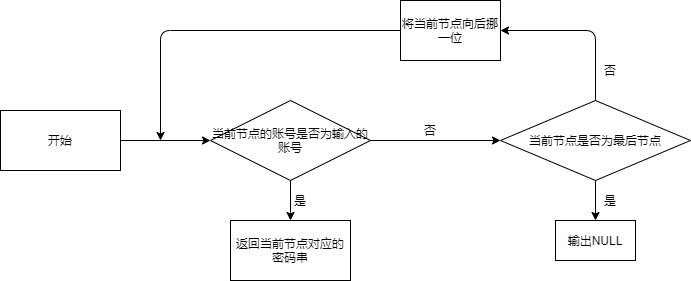 将当前节点向后挪
一位
否
开始
当前节点的账号是否为输入的
账号
否
当前节点是否为最后节点
是
是
返回当前节点对应的
密码串
输出NULL